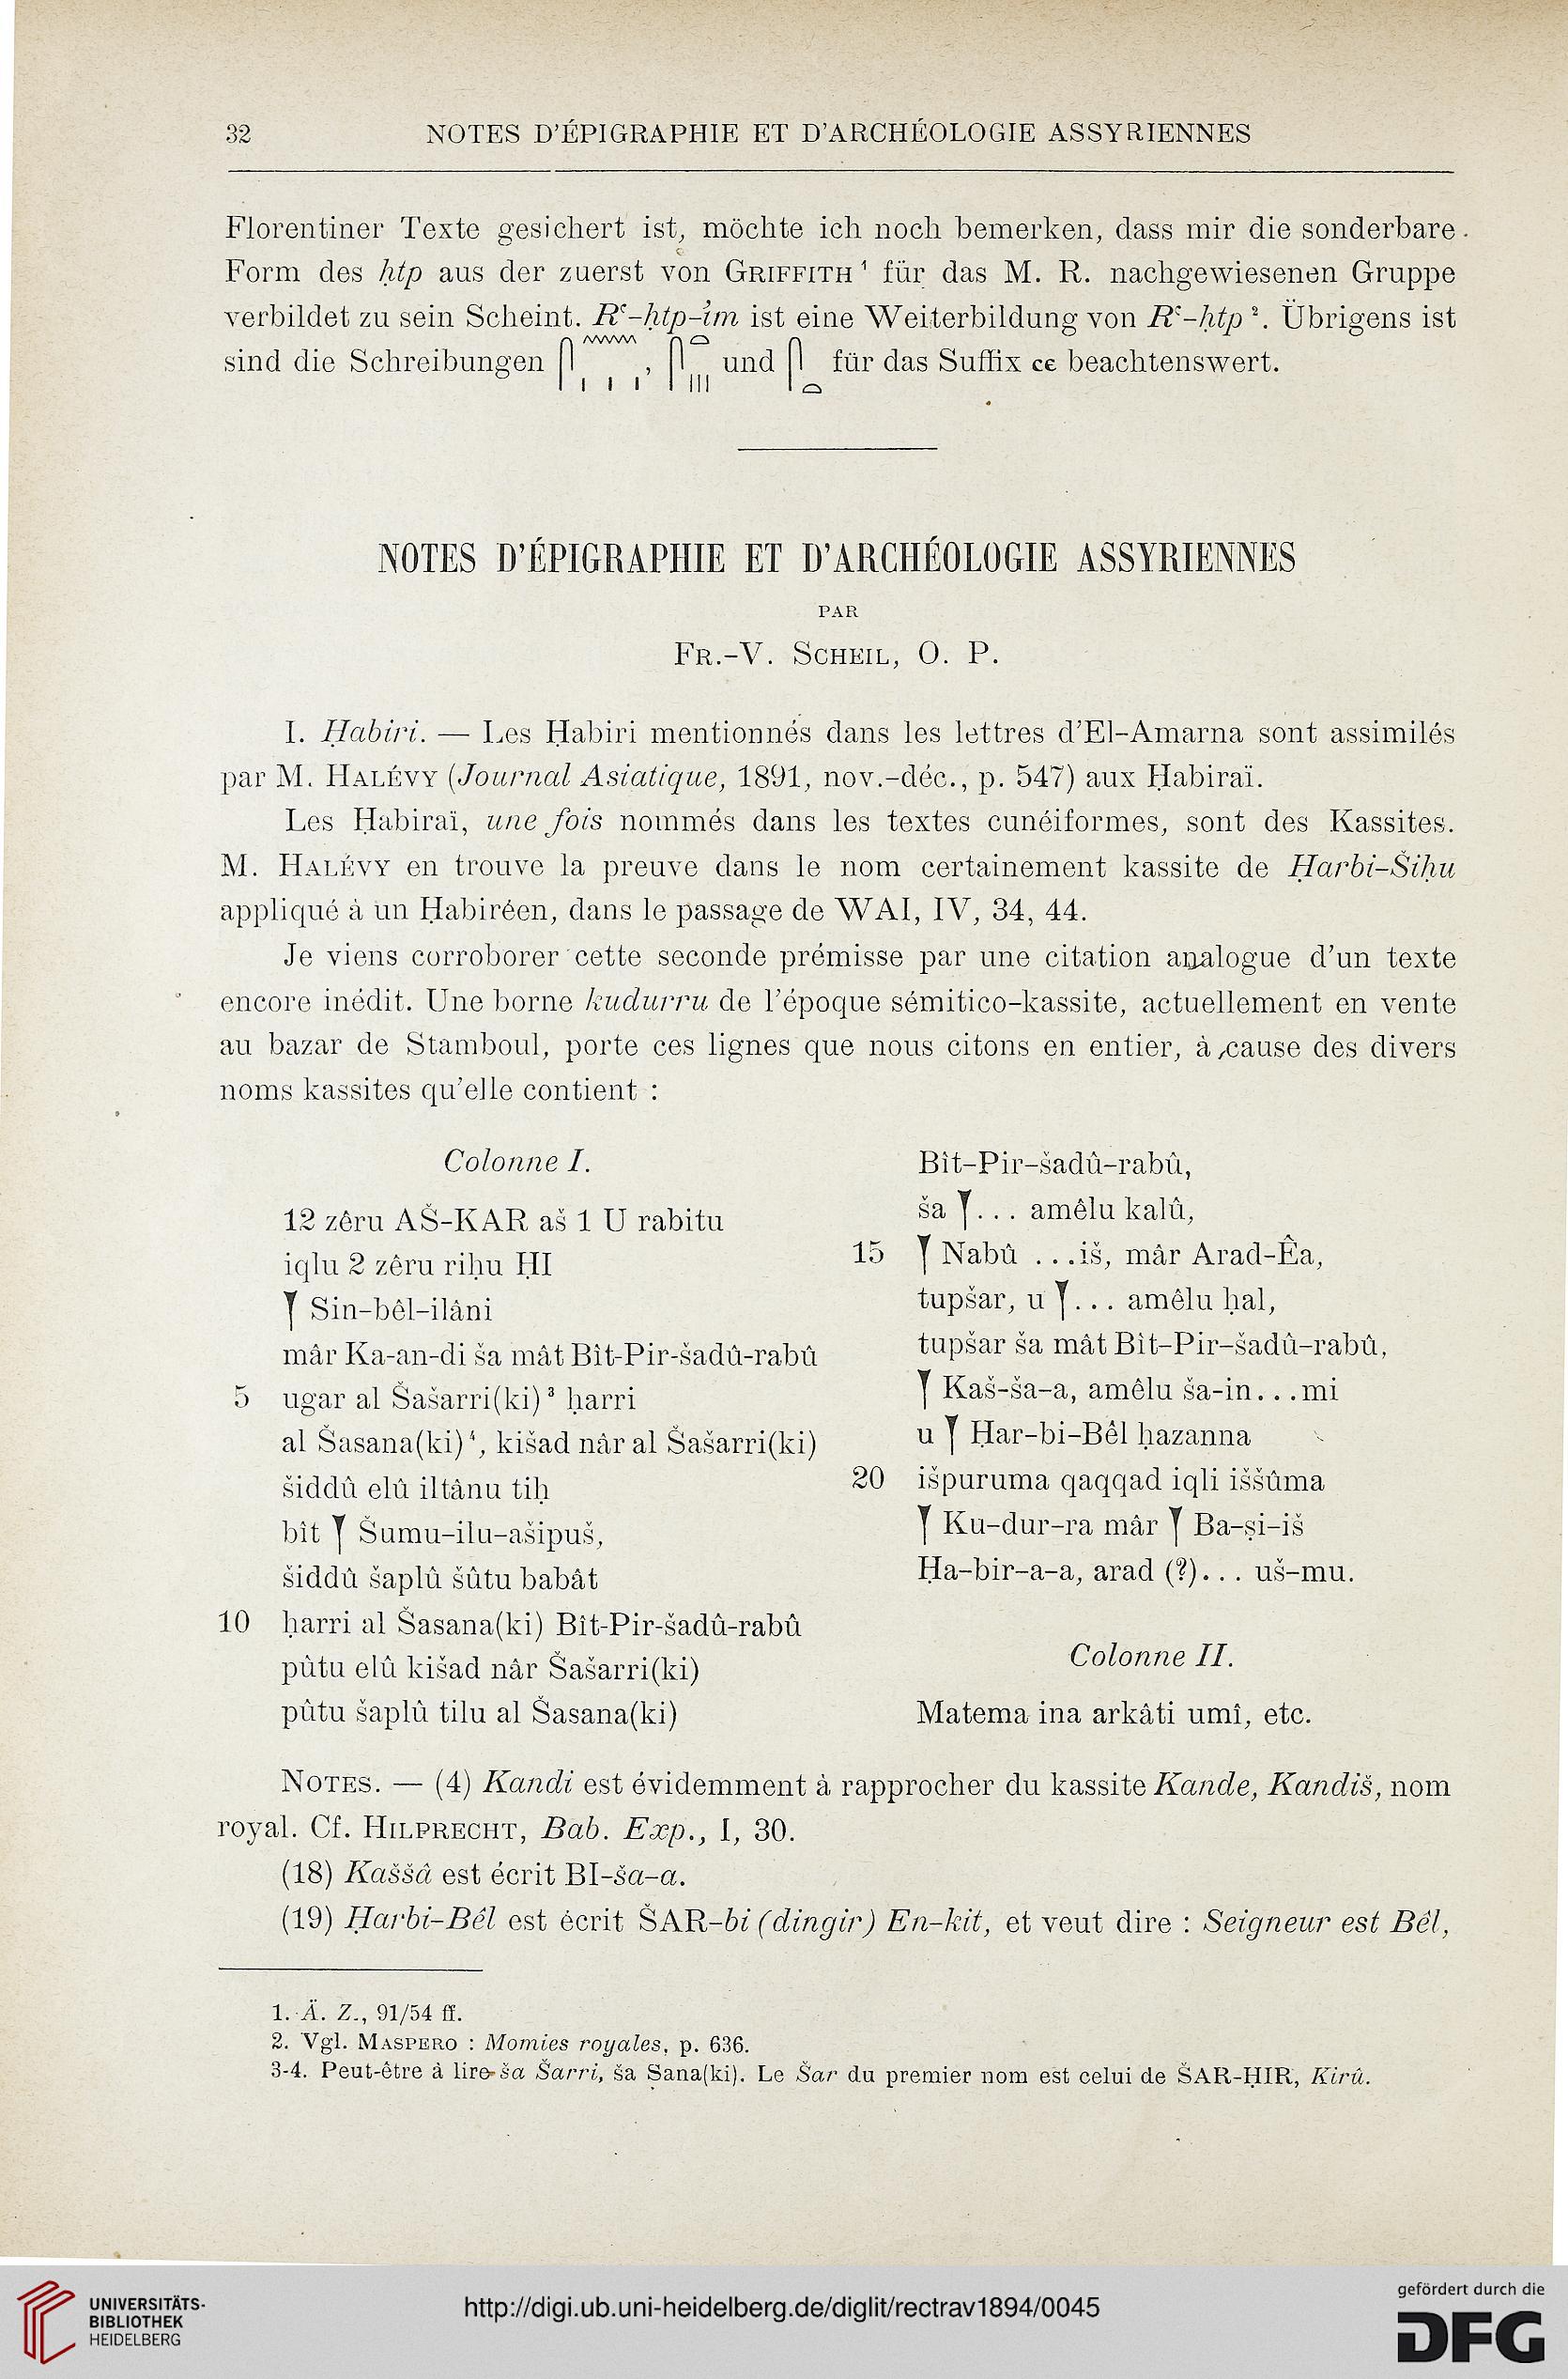 32 NOTES D'ÉPIGRAPHIE ET D'ARCHÉOLOGIE ASSYRIENNES
Florentiner Texte gesichert ist, möchte ich noch bemerken, dass mir die sonderbare
Form des ḥtp aus der zuerst von GRIFFITH¹ für das M. R. nachgewiesenen Gruppe
verbildet zu sein Scheint. Rʿ-ḥtp-ỉm ist eine Weiterbildung von Rʿ-ḥtp². Übrigens ist
sind die Schreibungen , und für das Suffix ce beachtenswert.
NOTES D'ÉPIGRAPHIE ET D'ARCHÉOLOGIE ASSYRIENNES
PAR
FR.-V. SCHEIL, O. P.
I. Ḫabiri. — Les Ḫabiri mentionnés dans les lettres d'El-Amarna sont assimilés
par M. HALÉVY (Journal Asiatique, 1891, nov.-déc., p. 547) aux Ḫabiraï.
Les Ḫabiraï, une fois nommés dans les textes cunéiformes, sont des Kassites.
M. HALÉVY en trouve la preuve dans le nom certainement kassite de Ḫarbi-Šiḫu
appliqué à un Ḫabiréen, dans le passage de WAI, IV, 34, 44.
Je viens corroborer cette seconde prémisse par une citation analogue d'un texte
encore inédit. Une borne kudurru de l'époque sémitico-kassite, actuellement en vente
au bazar de Stamboul, porte ces lignes que nous citons en entier, à cause des divers
noms kassites qu'elle contient :
Colonne I.
12 zêru AŠ-KAR aš 1 U rabitu
iqlu 2 zêru riḫu ḪI
𒁹 Sin-bêl-ilâni
mâr Ka-an-di ša mât Bît-Pir-šadû-rabû
5 ugar al Šašarri(ki)³ ḫarri
al Šasana(ki)⁴, kišad nâr al Šašarri(ki)
šiddû elû iltânu tiḫ
bît 𒁹 Šumu-ilu-ašipuš,
šiddû šaplû šûtu babât
10 ḫarri al Šasana(ki) Bît-Pir-šadû-rabû
pûtu elû kišad nâr Šašarri(ki)
pûtu šaplû tilu al Šasana(ki)
Bît-Pir-šadû-rabû,
ša 𒁹... amêlu kalû,
15 𒁹 Nabû ...iš, mâr Arad-Êa,
tupšar, u 𒁹... amêlu ḫal,
tupšar ša mât Bît-Pir-šadû-rabû,
𒁹 Kaš-ša-a, amêlu ša-in...mi
u 𒁹 Ḫar-bi-Bêl ḫazanna
20 išpuruma qaqqad iqli iššûma
𒁹 Ku-dur-ra mâr 𒁹 Ba-ṣi-iš
Ḫa-bir-a-a, arad (?)... uš-mu.
Colonne II.
Matema ina arkâti umî, etc.
NOTES. — (4) Kandi est évidemment à rapprocher du kassite Kande, Kandiš, nom
royal. Cf. HILPRECHT, Bab. Exp., I, 30.
(18) Kaššâ est écrit BI-ša-a.
(19) Ḫarbi-Bêl est écrit ŠAR-bi (dingir) En-kit, et veut dire : Seigneur est Bêl,
1. Ä. Z., 91/54 ff.
2. Vgl. MASPERO : Momies royales, p. 636.
3-4. Peut-être à lire ša Šarri, ša Sana(ki). Le Šar du premier nom est celui de ŠAR-ḪIR, Kirû.
UNIVERSITÄTS-
BIBLIOTHEK
HEIDELBERG
http://digi.ub.uni-heidelberg.de/diglit/rectrav1894/0045
gefördert durch die
DFG